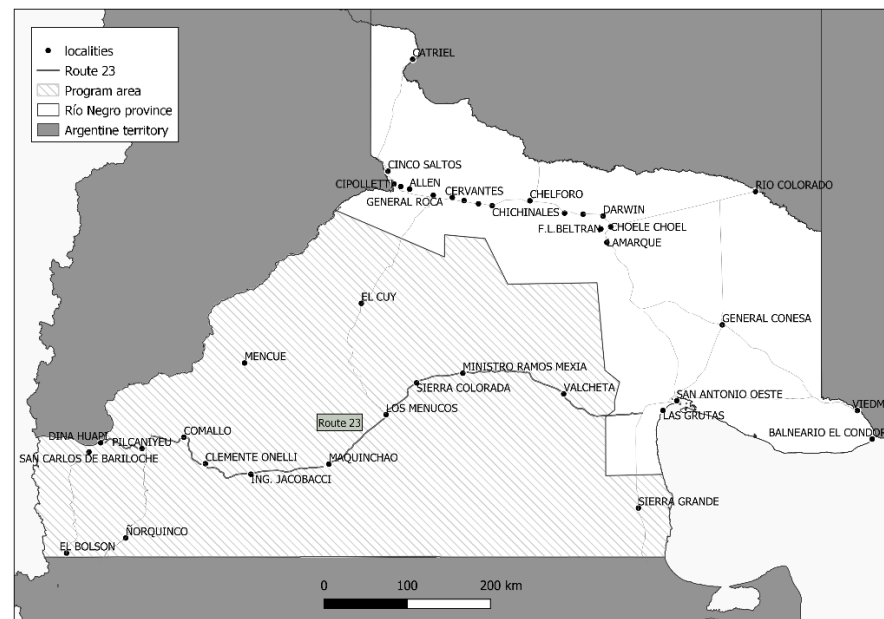 localities
Route 23
Program area
Río Negro province
Argentine territory
CATRIEL
CINCO SALTOS
CIPOLLETTI
ALLEN
GENERAL ROCA
CERVANTES
CHELFORO
CHICHINALES
RIO COLORADO
DARWIN
F.L.BELTRAN
CHOELE CHOEL
LAMARQUE
EL CUY
GENERAL CONESA
MENCUE
MINISTRO RAMOS MEXIA
SIERRA COLORADA
VALCHETA
SAN ANTONIO OESTE
LAS GRUTAS
VIEDM
LOS MENUCOS
Route 23
BALNEARIO EL CONDOR
COMALLO
DINA HUAPI
PILCANIYEU
SAN CARLOS DE BARILOCHE
CLEMENTE ONELLI
MAQUINCHAO
ING. JACOBACCI
SIERRA GRANDE
ÑORQUINCO
EL BOLSON
0 100 200 km